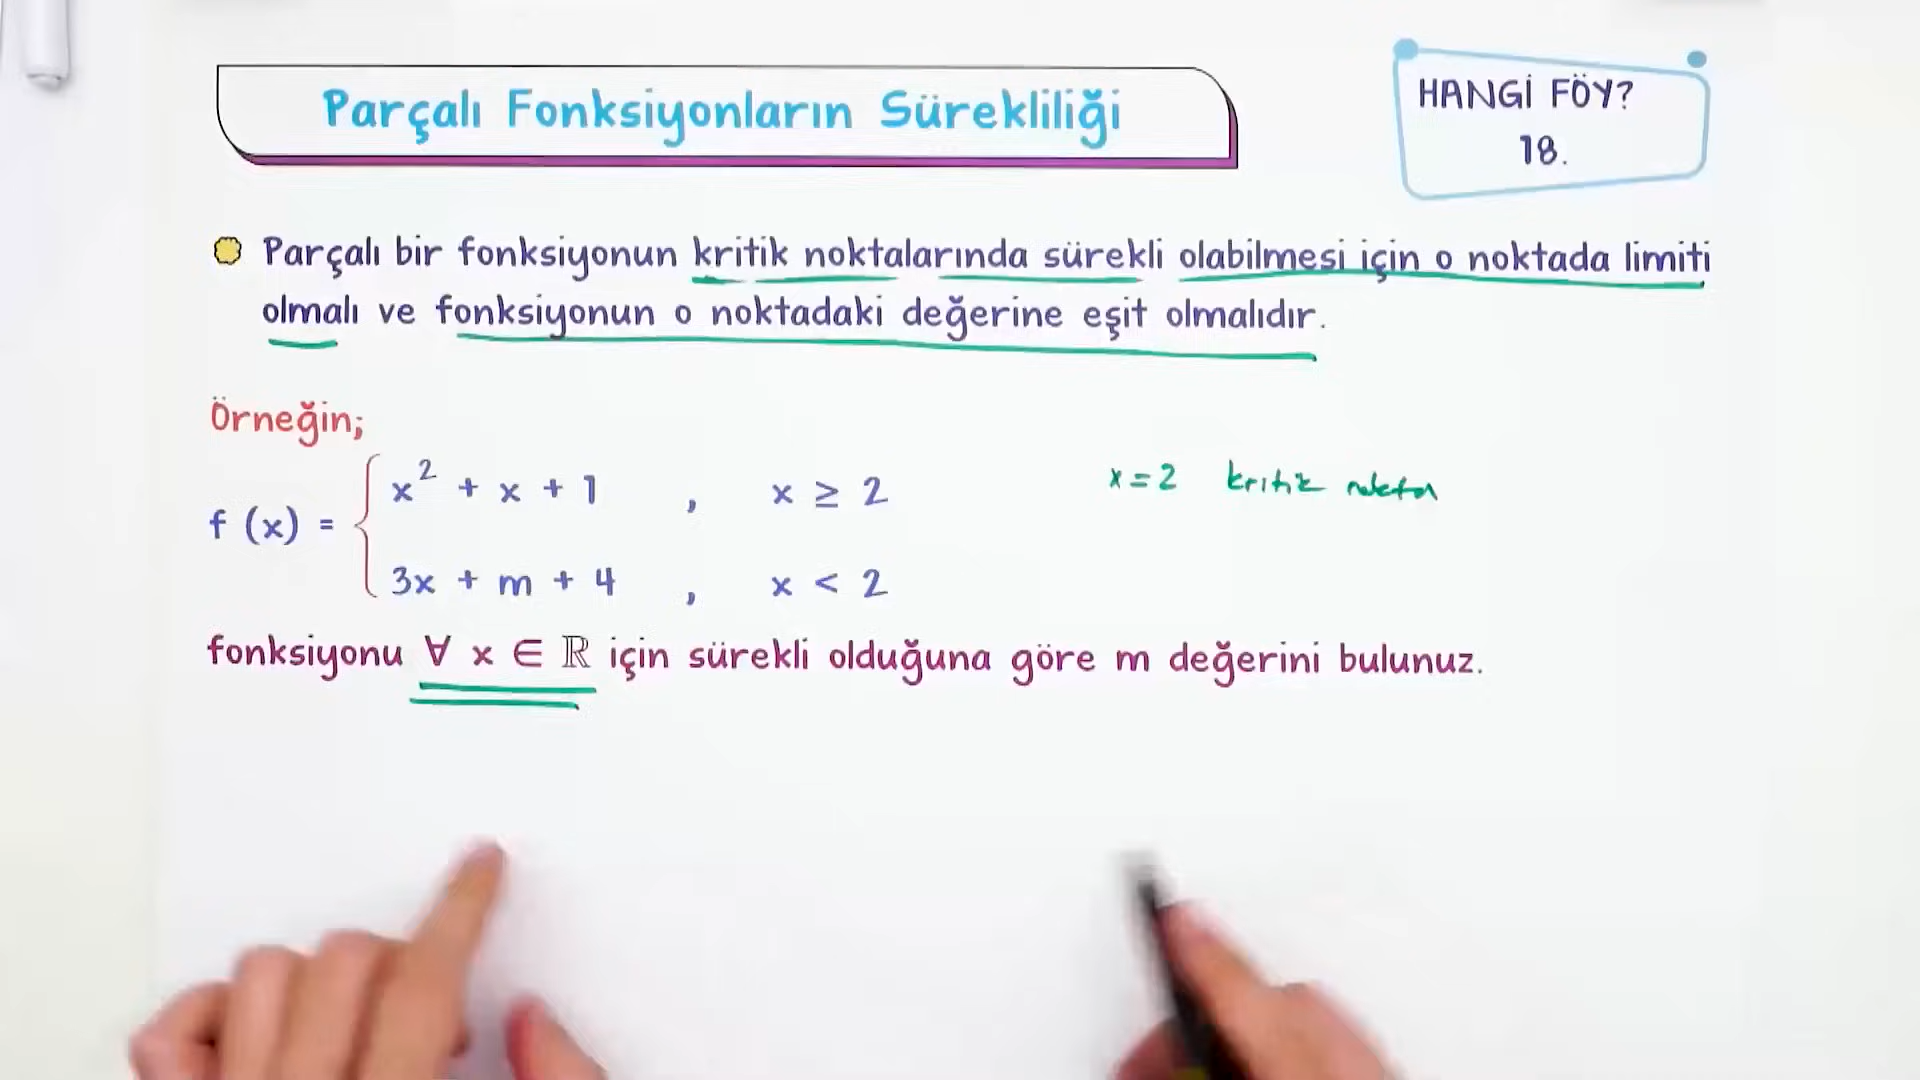 Parçalı Fonksiyonların Sürekliliği
HANGİ FÖY?
18.
Parçalı bir fonksiyonun kritik noktalarında sürekli olabilmesi için o noktada limiti
olmalı ve fonksiyonun o noktadaki değerine eşit olmalıdır.
Örneğin;
f (x) = { x² + x + 1 , x ≥ 2
3x + m + 4 , x < 2
x = 2 kritik nokta
fonksiyonu ∀ x ∈ ℝ için sürekli olduğuna göre m değerini bulunuz.